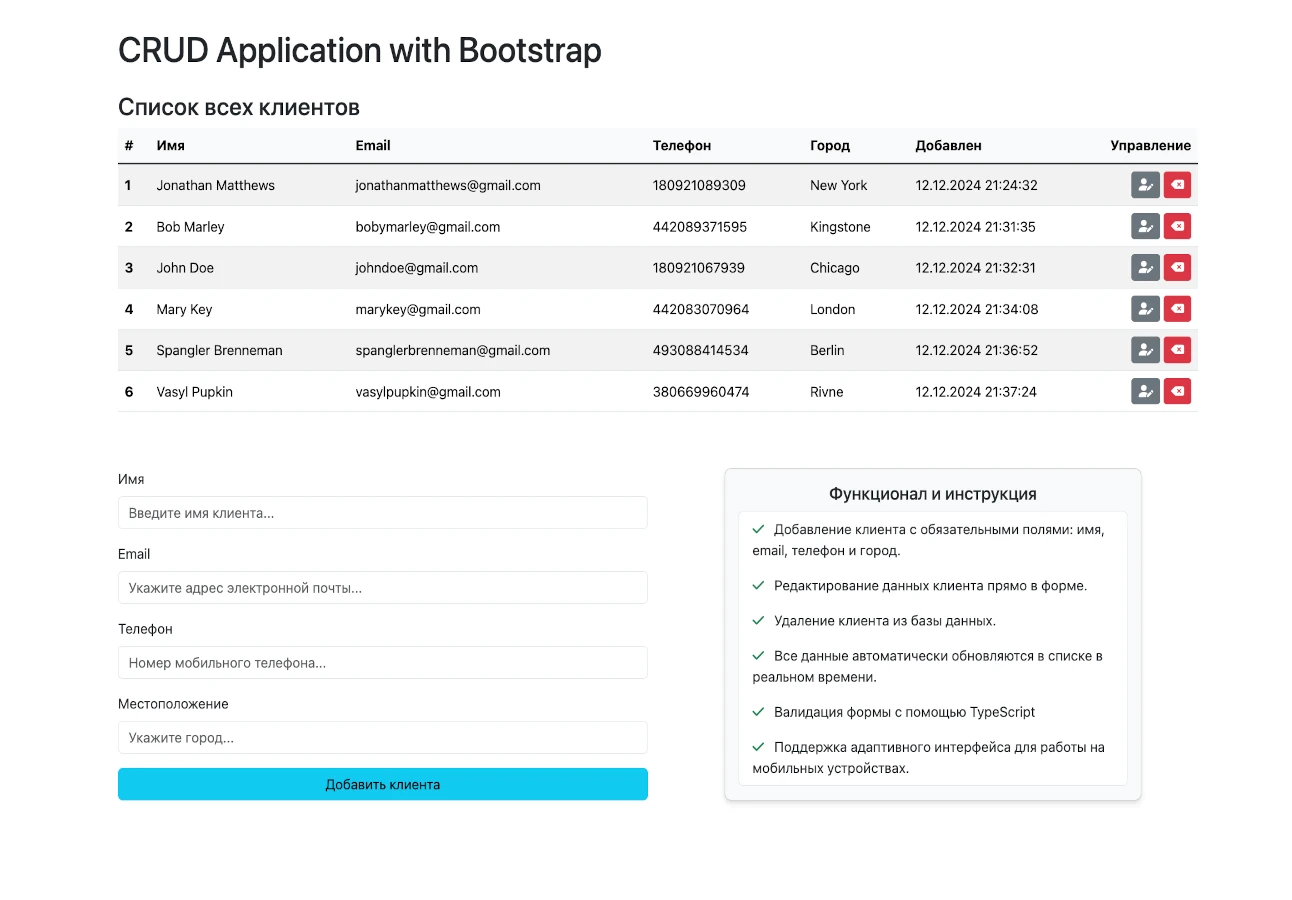 CRUD Application with Bootstrap
Список всех клиентов
# Имя Email Телефон Город Добавлен Управление
1 Jonathan Matthews jonathanmatthews@gmail.com 180921089309 New York 12.12.2024 21:24:32
2 Bob Marley bobymarley@gmail.com 442089371595 Kingstone 12.12.2024 21:31:35
3 John Doe johndoe@gmail.com 180921067939 Chicago 12.12.2024 21:32:31
4 Mary Key marykey@gmail.com 442083070964 London 12.12.2024 21:34:08
5 Spangler Brenneman spanglerbrenneman@gmail.com 493088414534 Berlin 12.12.2024 21:36:52
6 Vasyl Pupkin vasylpupkin@gmail.com 380669960474 Rivne 12.12.2024 21:37:24
Имя
Введите имя клиента...
Email
Укажите адрес электронной почты...
Телефон
Номер мобильного телефона...
Местоположение
Укажите город...
Добавить клиента
Функционал и инструкция
Добавление клиента с обязательными полями: имя,
email, телефон и город.
Редактирование данных клиента прямо в форме.
Удаление клиента из базы данных.
Все данные автоматически обновляются в списке в
реальном времени.
Валидация формы с помощью TypeScript
Поддержка адаптивного интерфейса для работы на
мобильных устройствах.